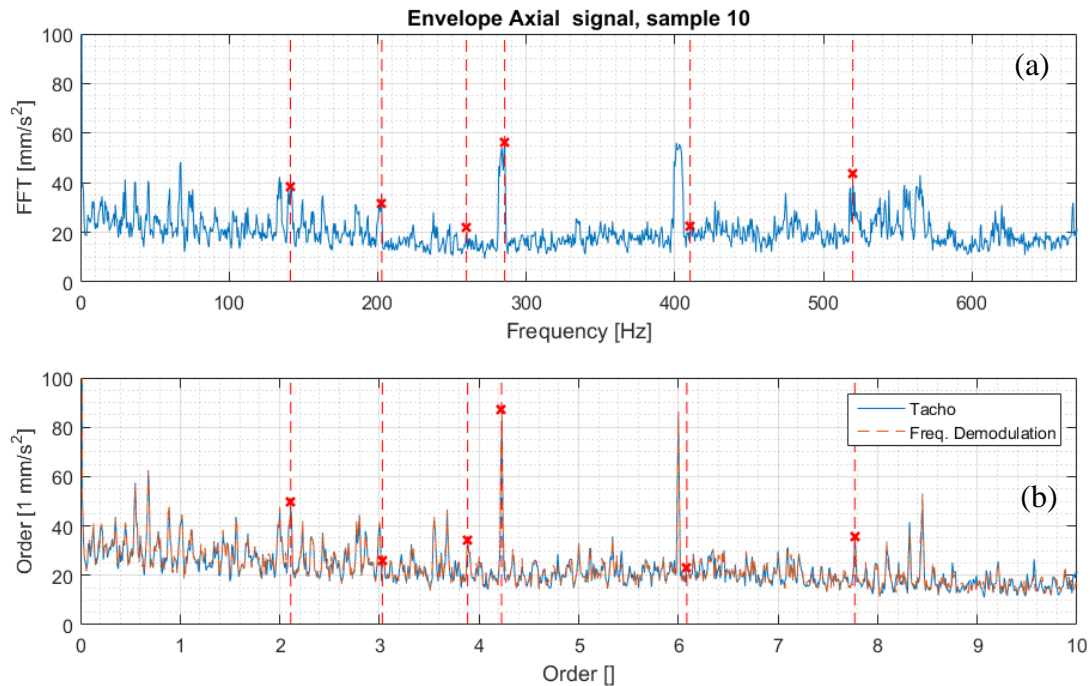 Envelope Axial  signal, sample 10
(a)
FFT [mm/s²]
100
80
60
40
20
0
0 100 200 300 400 500 600
Frequency [Hz]
Order [1 mm/s²]
100
80
60
40
20
0
Tacho
Freq. Demodulation
(b)
0 1 2 3 4 5 6 7 8 9 10
Order []